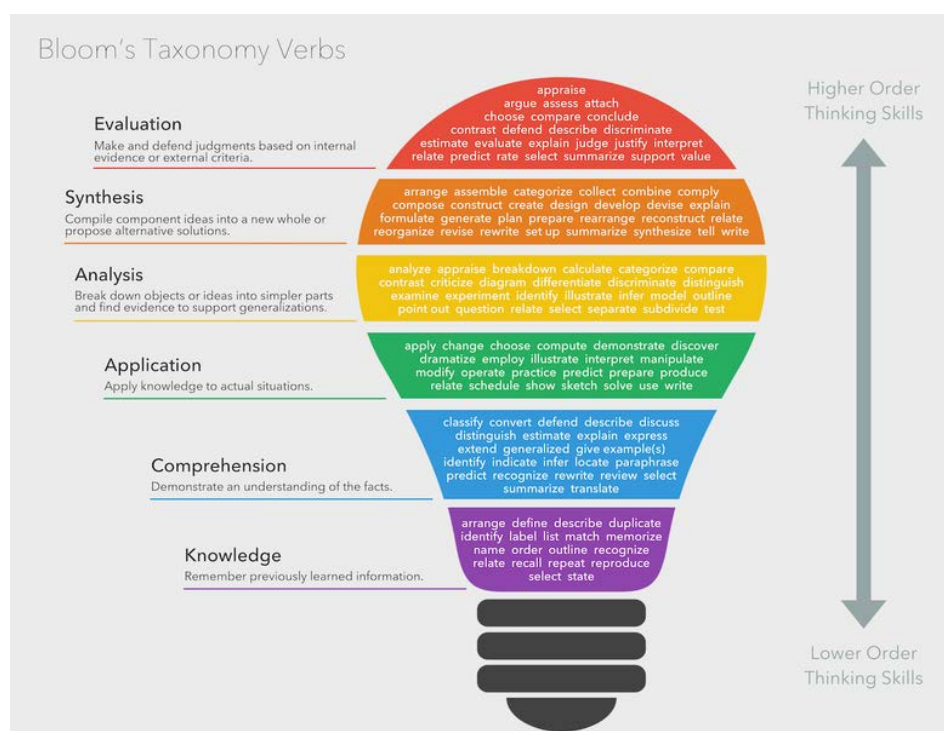 Bloom's Taxonomy Verbs
Higher Order
Thinking Skills
Evaluation
Make and defend judgments based on internal
evidence or external criteria.
appraise
argue assess attach
choose compare conclude
contrast defend describe discriminate
estimate evaluate explain judge justify interpret
relate predict rate select summarize support value
Synthesis
Compile component ideas into a new whole or
propose alternative solutions.
arrange assemble categorize collect combine comply
compose construct create design develop devise explain
formulate generate plan prepare rearrange reconstruct relate
reorganize revise rewrite set up summarize synthesize tell write
Analysis
Break down objects or ideas into simpler parts
and find evidence to support generalizations.
analyze appraise breakdown calculate categorize compare
contrast criticize diagram differentiate discriminate distinguish
examine experiment identify illustrate infer model outline
point out question relate select separate subdivide test
Application
Apply knowledge to actual situations.
apply change choose compute demonstrate discover
dramatize employ illustrate interpret manipulate
modify operate practice predict prepare produce
relate schedule show sketch solve use write
Comprehension
Demonstrate an understanding of the facts.
classify convert defend describe discuss
distinguish estimate explain express
extend generalized give example(s)
identify indicate infer locate paraphrase
predict recognize rewrite review select
summarize translate
Knowledge
Remember previously learned information.
arrange define describe duplicate
identify label list match memorize
name order outline recognize
relate recall repeat reproduce
select state
Lower Order
Thinking Skills